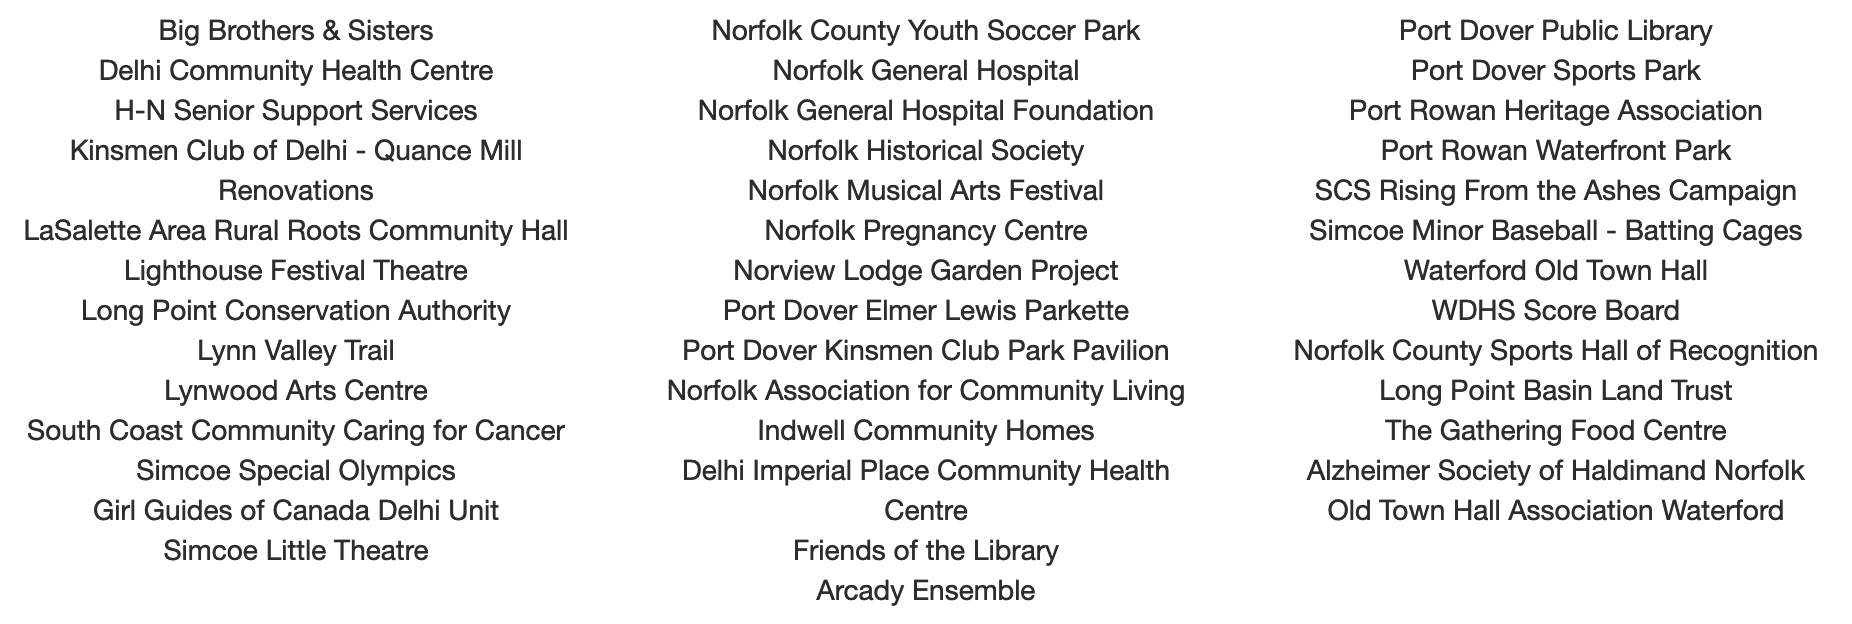 Big Brothers & Sisters
Delhi Community Health Centre
H-N Senior Support Services
Kinsmen Club of Delhi - Quance Mill
Renovations
LaSalette Area Rural Roots Community Hall
Lighthouse Festival Theatre
Long Point Conservation Authority
Lynn Valley Trail
Lynwood Arts Centre
South Coast Community Caring for Cancer
Simcoe Special Olympics
Girl Guides of Canada Delhi Unit
Simcoe Little Theatre
Norfolk County Youth Soccer Park
Norfolk General Hospital
Norfolk General Hospital Foundation
Norfolk Historical Society
Norfolk Musical Arts Festival
Norfolk Pregnancy Centre
Norview Lodge Garden Project
Port Dover Elmer Lewis Parkette
Port Dover Kinsmen Club Park Pavilion
Norfolk Association for Community Living
Indwell Community Homes
Delhi Imperial Place Community Health
Centre
Friends of the Library
Arcady Ensemble
Port Dover Public Library
Port Dover Sports Park
Port Rowan Heritage Association
Port Rowan Waterfront Park
SCS Rising From the Ashes Campaign
Simcoe Minor Baseball - Batting Cages
Waterford Old Town Hall
WDHS Score Board
Norfolk County Sports Hall of Recognition
Long Point Basin Land Trust
The Gathering Food Centre
Alzheimer Society of Haldimand Norfolk
Old Town Hall Association Waterford